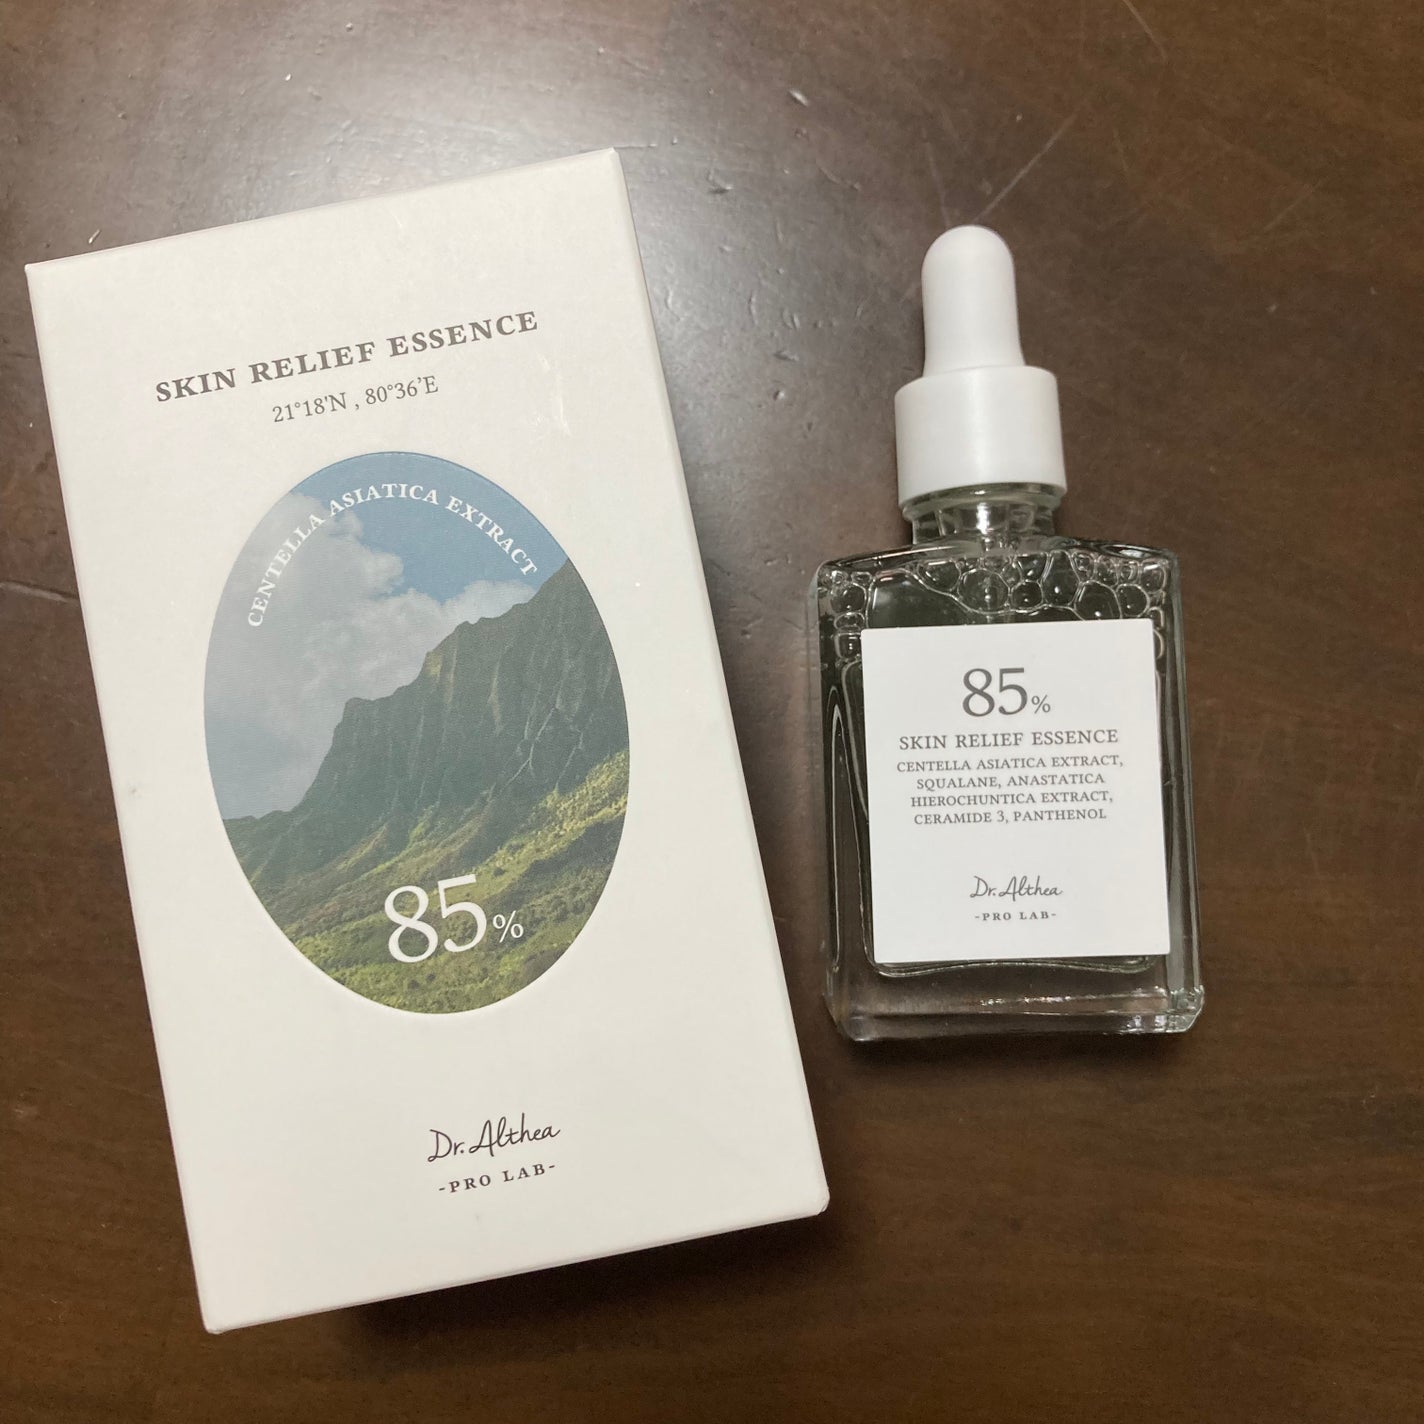 SKIN RELIEF ESSENCE
21°18'N , 80°36'E
CENTELLA ASIATICA EXTRACT
85%
Dr. Althea
-PRO LAB-
85%
SKIN RELIEF ESSENCE
CENTELLA ASIATICA EXTRACT,
SQUALANE, ANASTATICA
HIEROCHUNTICA EXTRACT,
CERAMIDE 3, PANTHENOL
Dr. Althea
-PRO LAB-